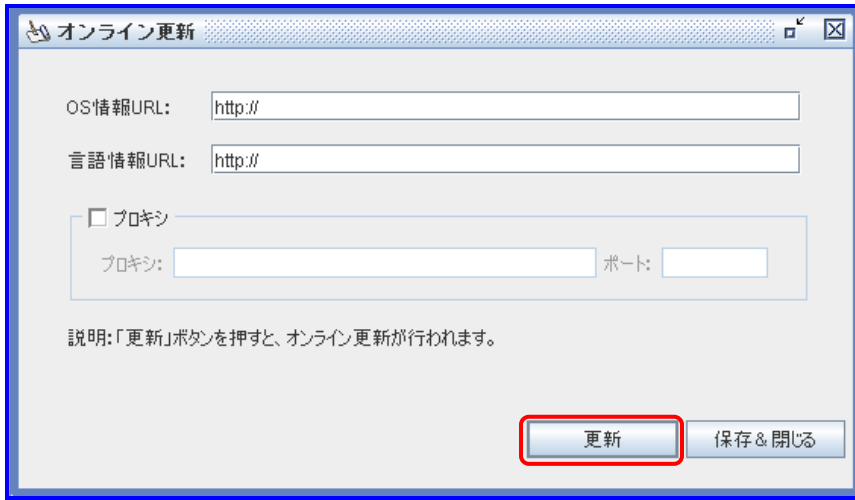 オンライン更新
OS情報URL: http://
言語情報URL: http://
プロキシ
プロキシ: ポート:
説明:「更新」ボタンを押すと、オンライン更新が行われます。
更新 保存＆閉じる